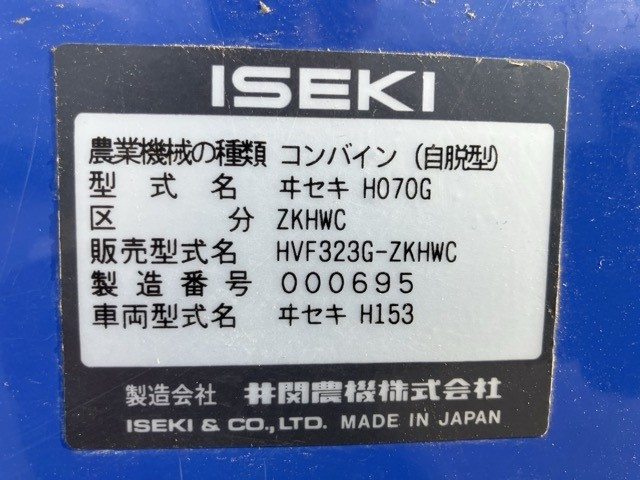 ISEKI
農業機械の種類 コンバイン (自脱型)
型式名 ヰセキ H070G
区分 ZKHWC
販売型式名 HVF323G-ZKHWC
製造番号 000695
車両型式名 ヰセキ H153
製造会社 井関農機株式会社
ISEKI & CO.,LTD. MADE IN JAPAN